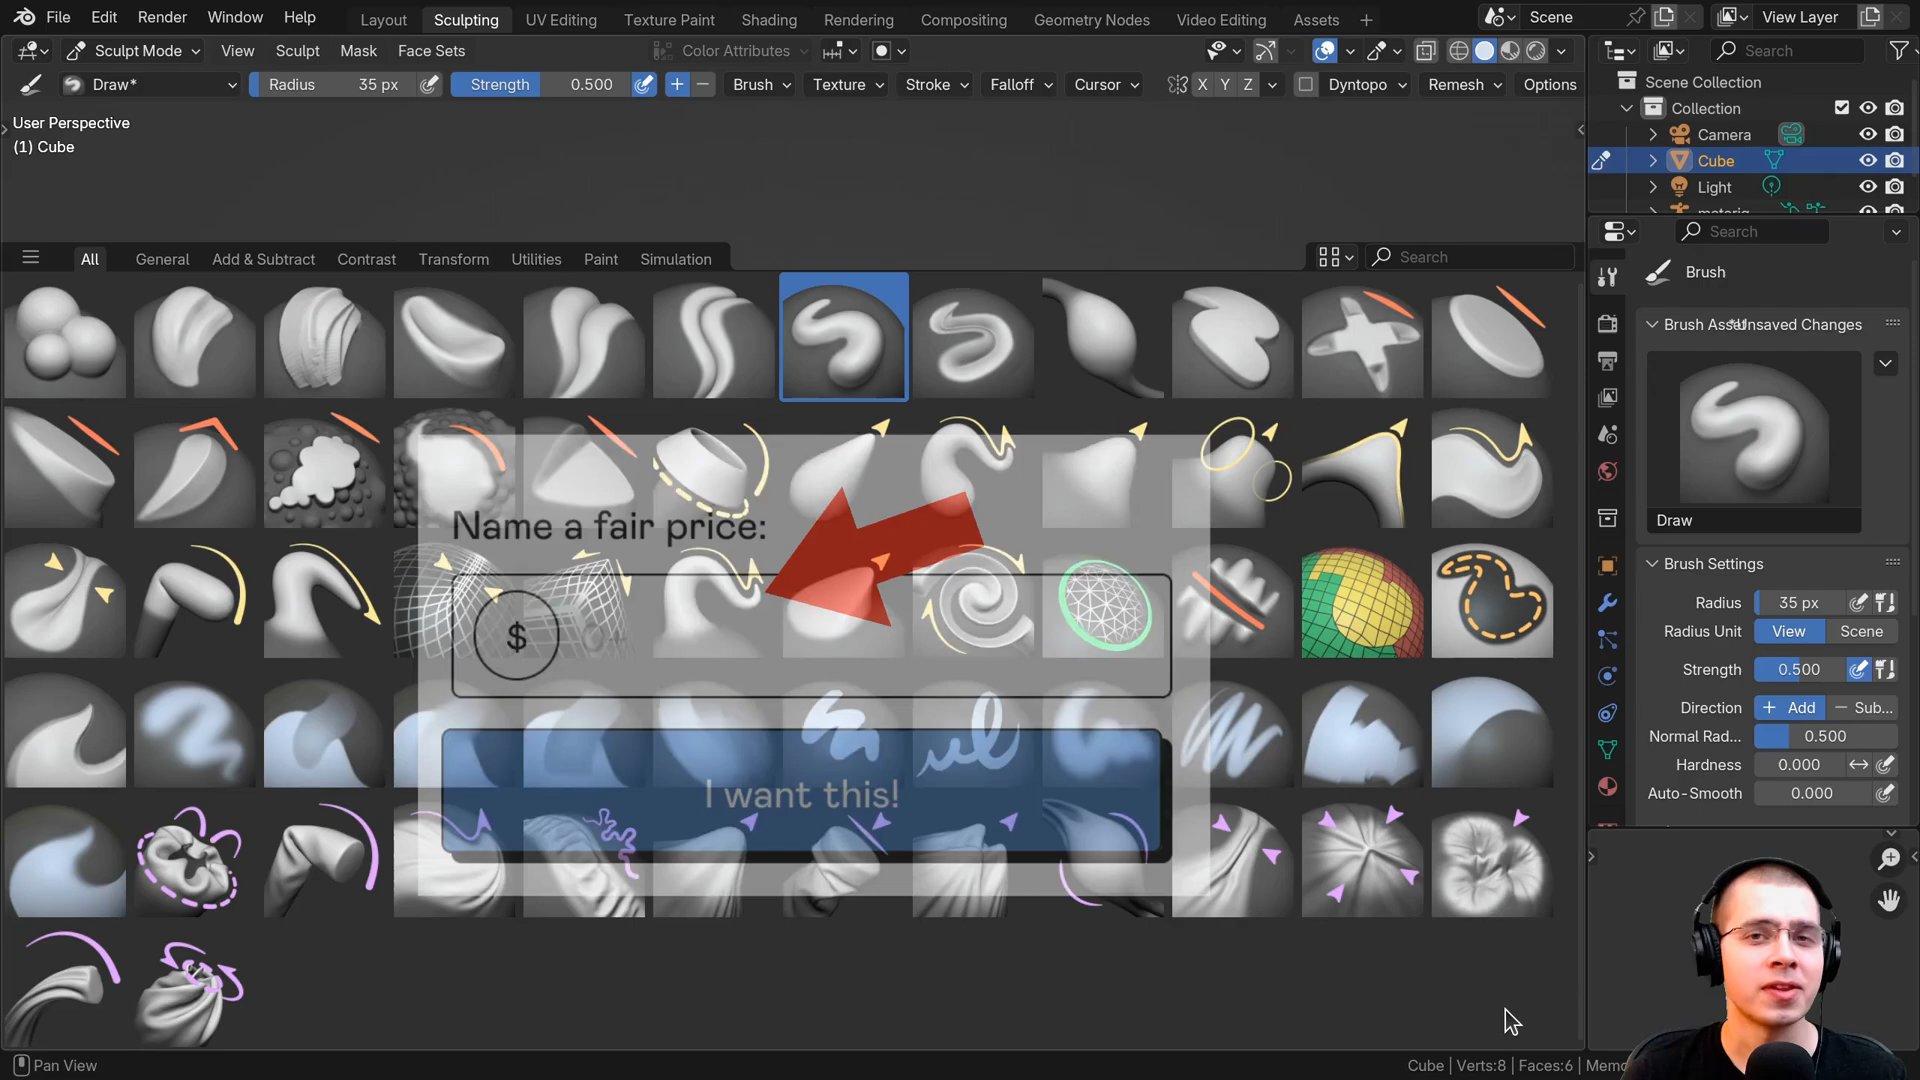 File Edit Render Window Help Layout Sculpting UV Editing Texture Paint Shading Rendering Compositing Geometry Nodes Video Editing Assets + Scene View Layer
Sculpt Mode View Sculpt Mask Face Sets Color Attributes Search
Draw* Radius 35 px Strength 0.500 + − Brush Texture Stroke Falloff Cursor X Y Z Dyntopo Remesh Options
User Perspective
(1) Cube
Scene Collection
Collection
Camera
Cube
Light
Search
Brush
All General Add & Subtract Contrast Transform Utilities Paint Simulation Search
Unsaved Changes
Draw
Brush Settings
Radius 35 px
Radius Unit View Scene
Strength 0.500
Direction + Add − Sub...
Normal Rad... 0.500
Hardness 0.000
Auto-Smooth 0.000
Name a fair price:
$
I want this!
Pan View
Cube | Verts:8 | Faces:6 | Memo